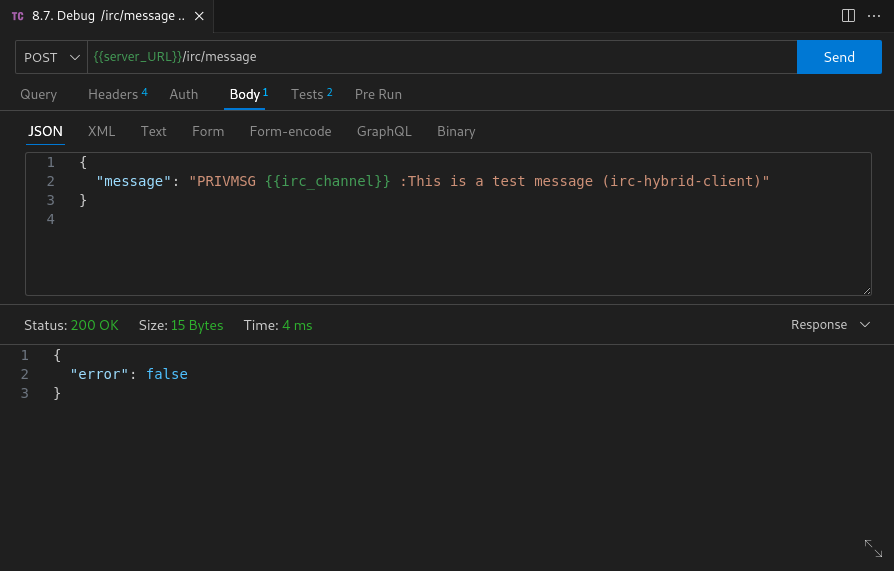 TC 8.7. Debug /irc/message ..
POST {{server_URL}}/irc/message Send
Query Headers 4 Auth Body 1 Tests 2 Pre Run
JSON XML Text Form Form-encode GraphQL Binary
1 {
2 "message": "PRIVMSG {{irc_channel}} :This is a test message (irc-hybrid-client)"
3 }
4
Status: 200 OK Size: 15 Bytes Time: 4 ms Response
1 {
2 "error": false
3 }